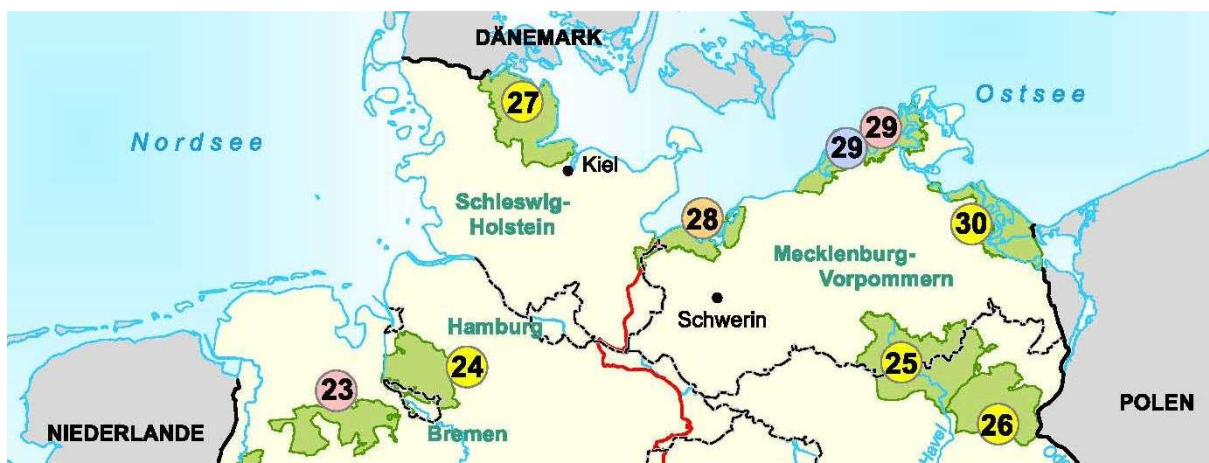 DÄNEMARK
27
Ostsee
Nordsee
29
29
Kiel
Schleswig-
Holstein
28
30
Mecklenburg-
Vorpommern
Schwerin
Hamburg
24
25
23
NIEDERLANDE
Bremen
26
POLEN
Havel